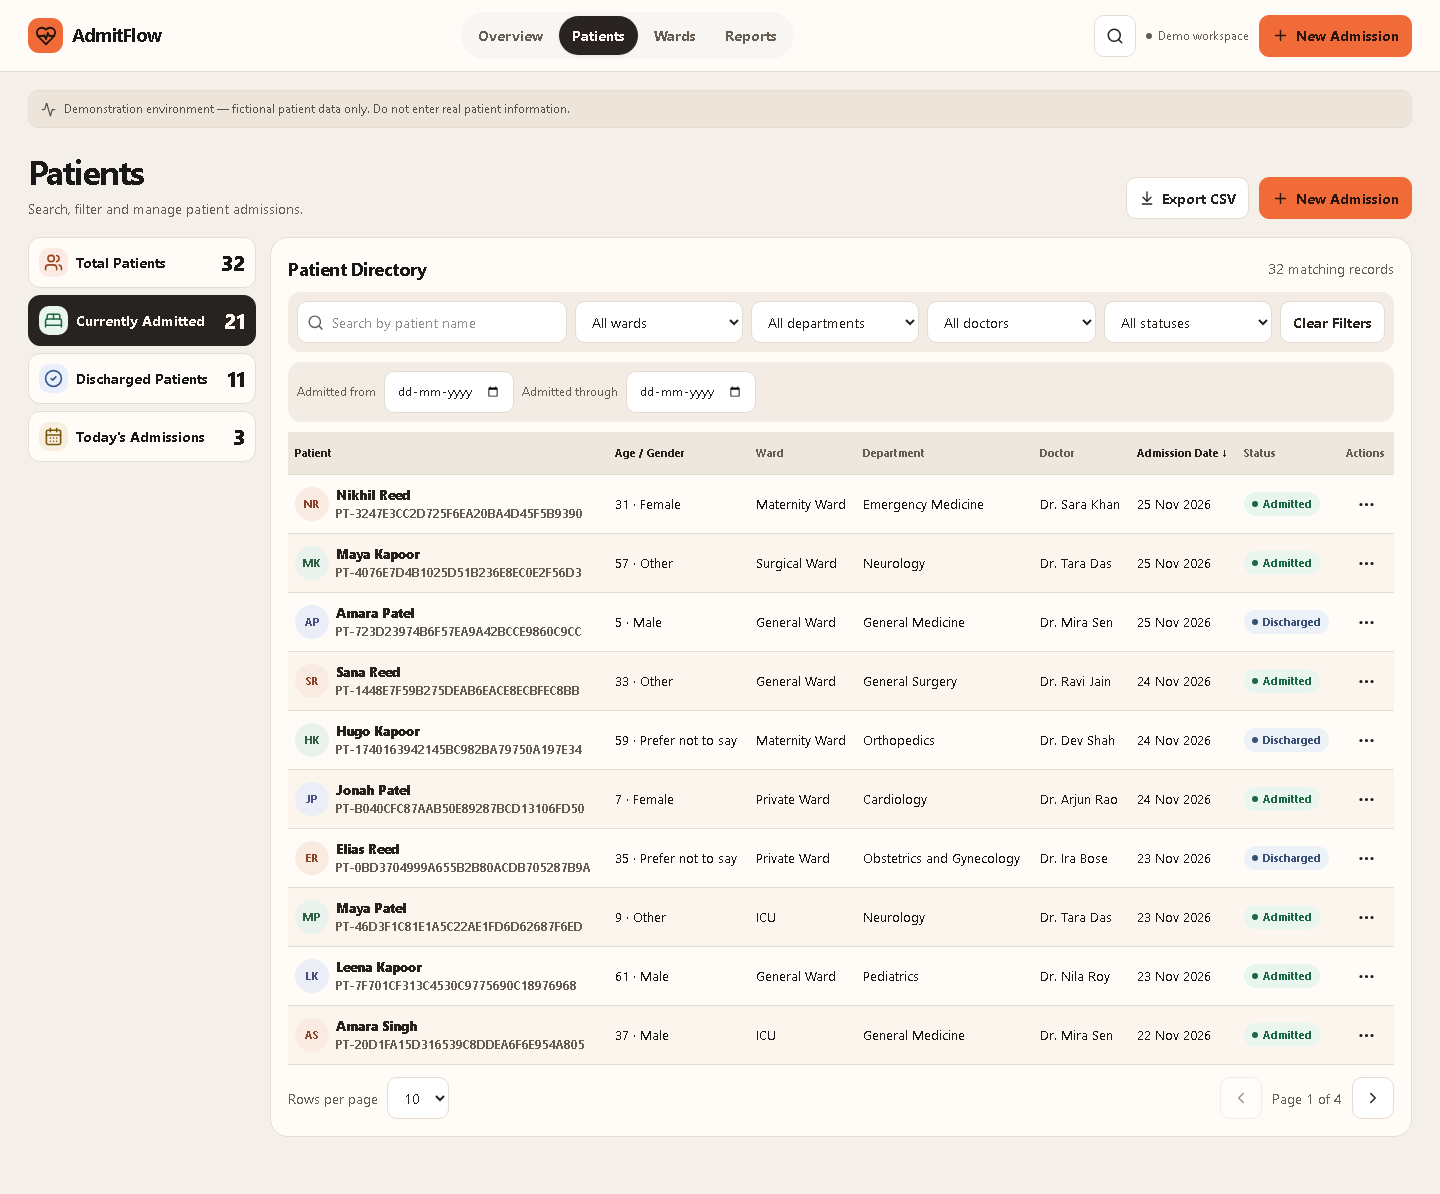 AdmitFlow
Overview Patients Wards Reports
Demo workspace
New Admission
Demonstration environment — fictional patient data only. Do not enter real patient information.
Patients
Search, filter and manage patient admissions.
Export CSV New Admission
Total Patients 32
Currently Admitted 21
Discharged Patients 11
Today's Admissions 3
Patient Directory
32 matching records
Search by patient name All wards All departments All doctors All statuses Clear Filters
Admitted from dd-mm-yyyy Admitted through dd-mm-yyyy
Patient Age / Gender Ward Department Doctor Admission Date ↓ Status Actions
NR Nikhil Reed
PT-3247E3CC2D725F6EA20BA4D45F5B9390
31 · Female Maternity Ward Emergency Medicine Dr. Sara Khan 25 Nov 2026 Admitted
MK Maya Kapoor
PT-4076E7D4B1025D51B236E8EC0E2F56D3
57 · Other Surgical Ward Neurology Dr. Tara Das 25 Nov 2026 Admitted
AP Amara Patel
PT-723D23974B6F57EA9A42BCCE9860C9CC
5 · Male General Ward General Medicine Dr. Mira Sen 25 Nov 2026 Discharged
SR Sana Reed
PT-1448E7F59B275DEAB6EACE8ECBFEC8BB
33 · Other General Ward General Surgery Dr. Ravi Jain 24 Nov 2026 Admitted
HK Hugo Kapoor
PT-1740163942145BC982BA79750A197E34
59 · Prefer not to say Maternity Ward Orthopedics Dr. Dev Shah 24 Nov 2026 Discharged
JP Jonah Patel
PT-B040CFC87AAB50E89287BCD13106FD50
7 · Female Private Ward Cardiology Dr. Arjun Rao 24 Nov 2026 Admitted
ER Elias Reed
PT-0BD3704999A655B2B80ACDB705287B9A
35 · Prefer not to say Private Ward Obstetrics and Gynecology Dr. Ira Bose 23 Nov 2026 Discharged
MP Maya Patel
PT-46D3F1C81E1A5C22AE1FD6D62687F6ED
9 · Other ICU Neurology Dr. Tara Das 23 Nov 2026 Admitted
LK Leena Kapoor
PT-7F701CF313C4530C9775690C18976968
61 · Male General Ward Pediatrics Dr. Nila Roy 23 Nov 2026 Admitted
AS Amara Singh
PT-20D1FA15D316539C8DDEA6F6E954A805
37 · Male ICU General Medicine Dr. Mira Sen 22 Nov 2026 Admitted
Rows per page 10
Page 1 of 4